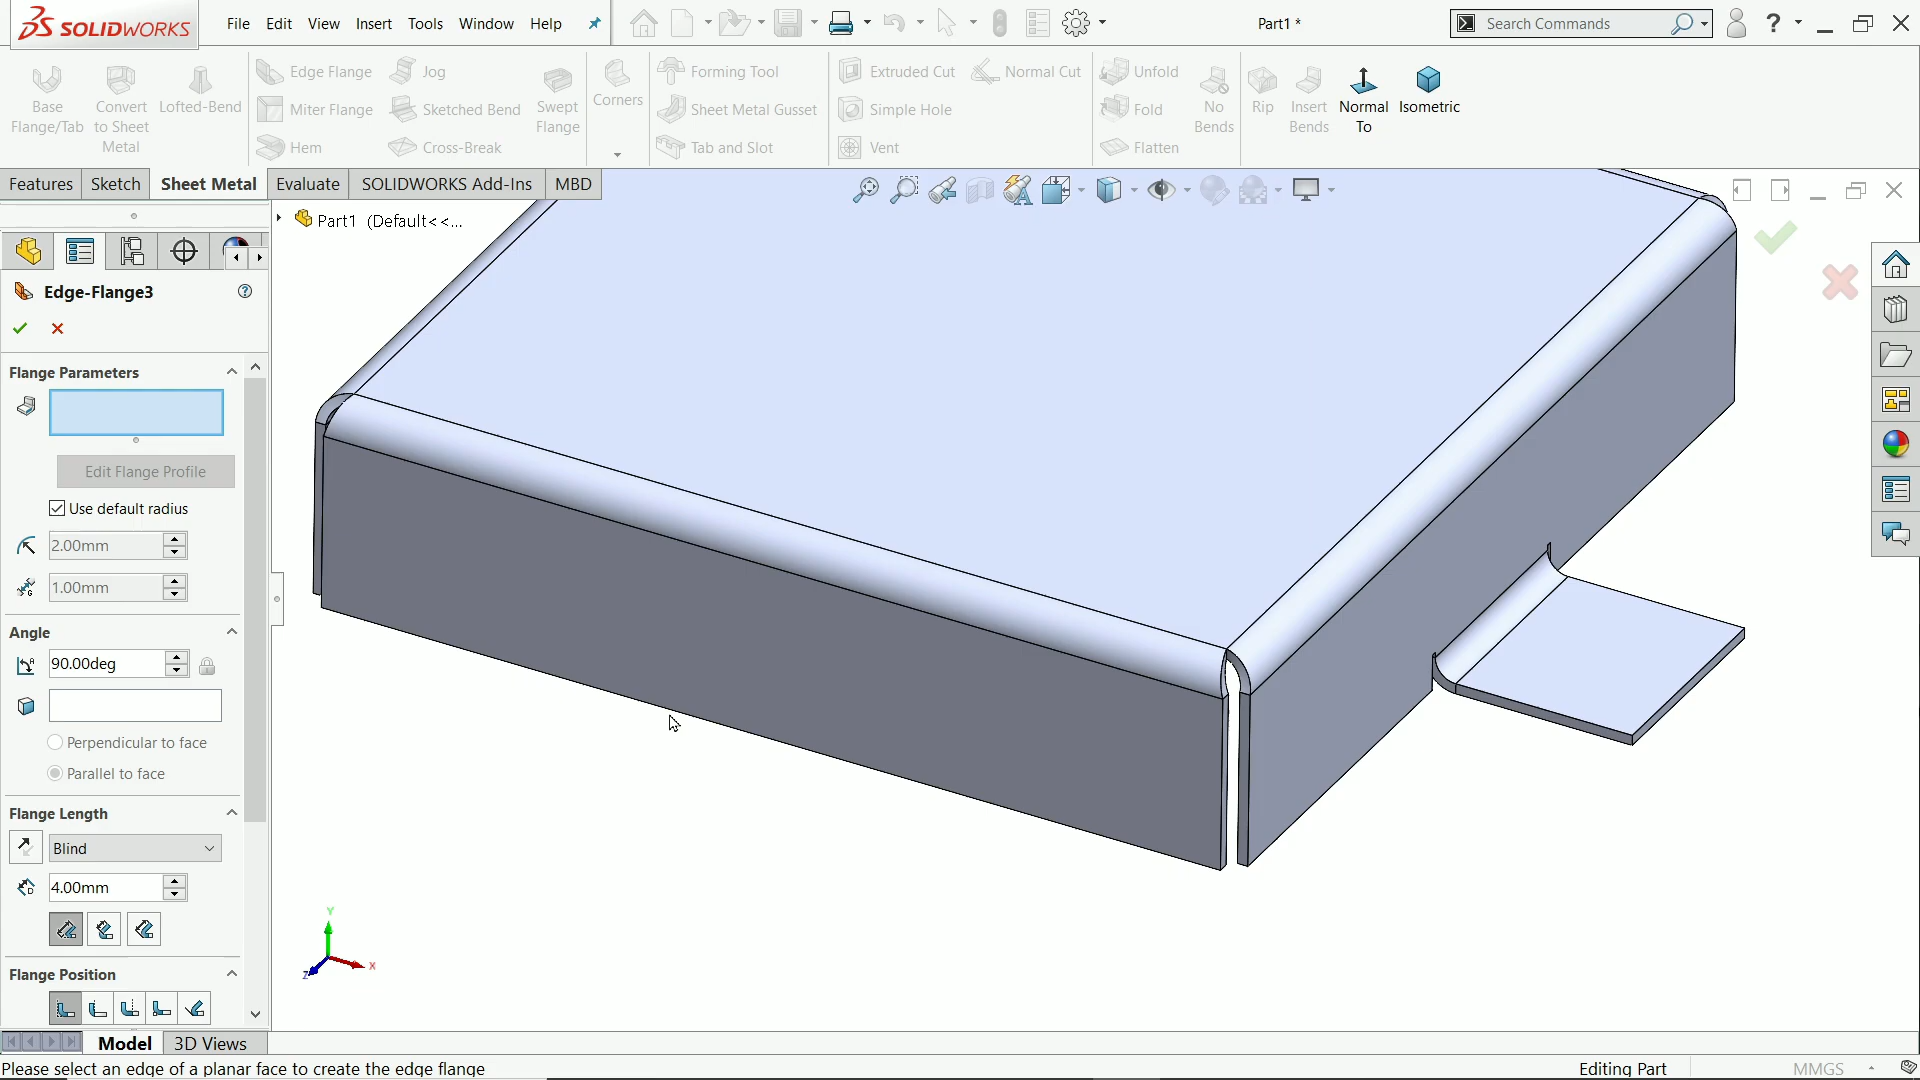 SOLIDWORKS
File Edit View Insert Tools Window Help
Part1 *
Search Commands
?
Base Flange/Tab
Convert to Sheet Metal
Lofted-Bend
Edge Flange
Miter Flange
Hem
Jog
Sketched Bend
Cross-Break
Swept Flange
Corners
Forming Tool
Sheet Metal Gusset
Tab and Slot
Extruded Cut
Simple Hole
Vent
Normal Cut
Unfold
Fold
Flatten
No Bends
Rip
Insert Bends
Normal To
Isometric
Features Sketch Sheet Metal Evaluate SOLIDWORKS Add-Ins MBD
Part1 (Default<<...
Edge-Flange3
Flange Parameters
Edit Flange Profile
Use default radius
2.00mm
1.00mm
Angle
90.00deg
Perpendicular to face
Parallel to face
Flange Length
Blind
4.00mm
Flange Position
Y
X
Z
Model 3D Views
Please select an edge of a planar face to create the edge flange
Editing Part
MMGS